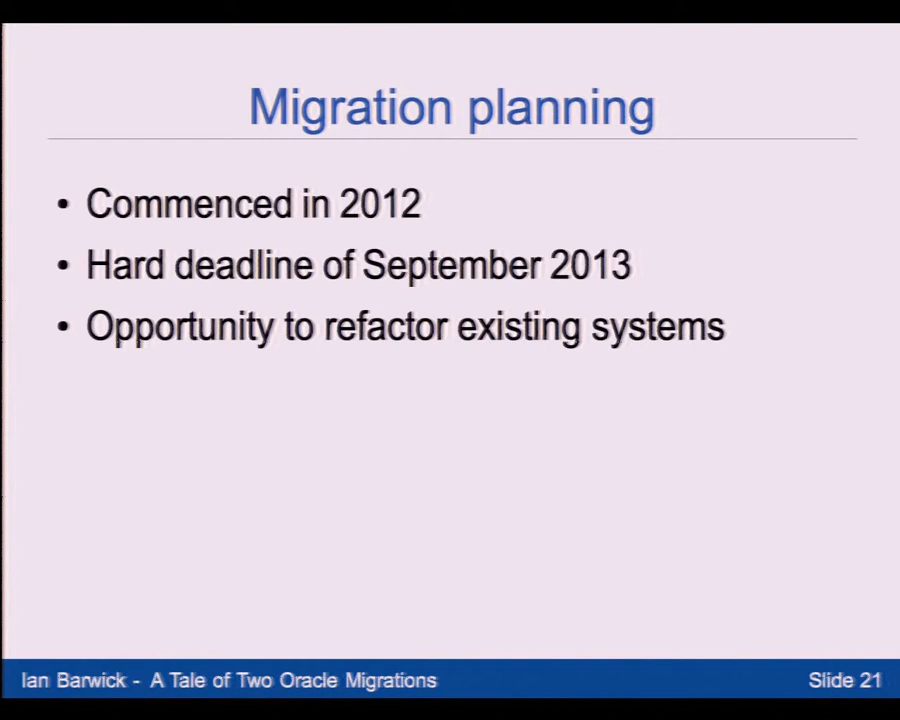 Migration planning
• Commenced in 2012
• Hard deadline of September 2013
• Opportunity to refactor existing systems
Ian Barwick - A Tale of Two Oracle Migrations
Slide 21